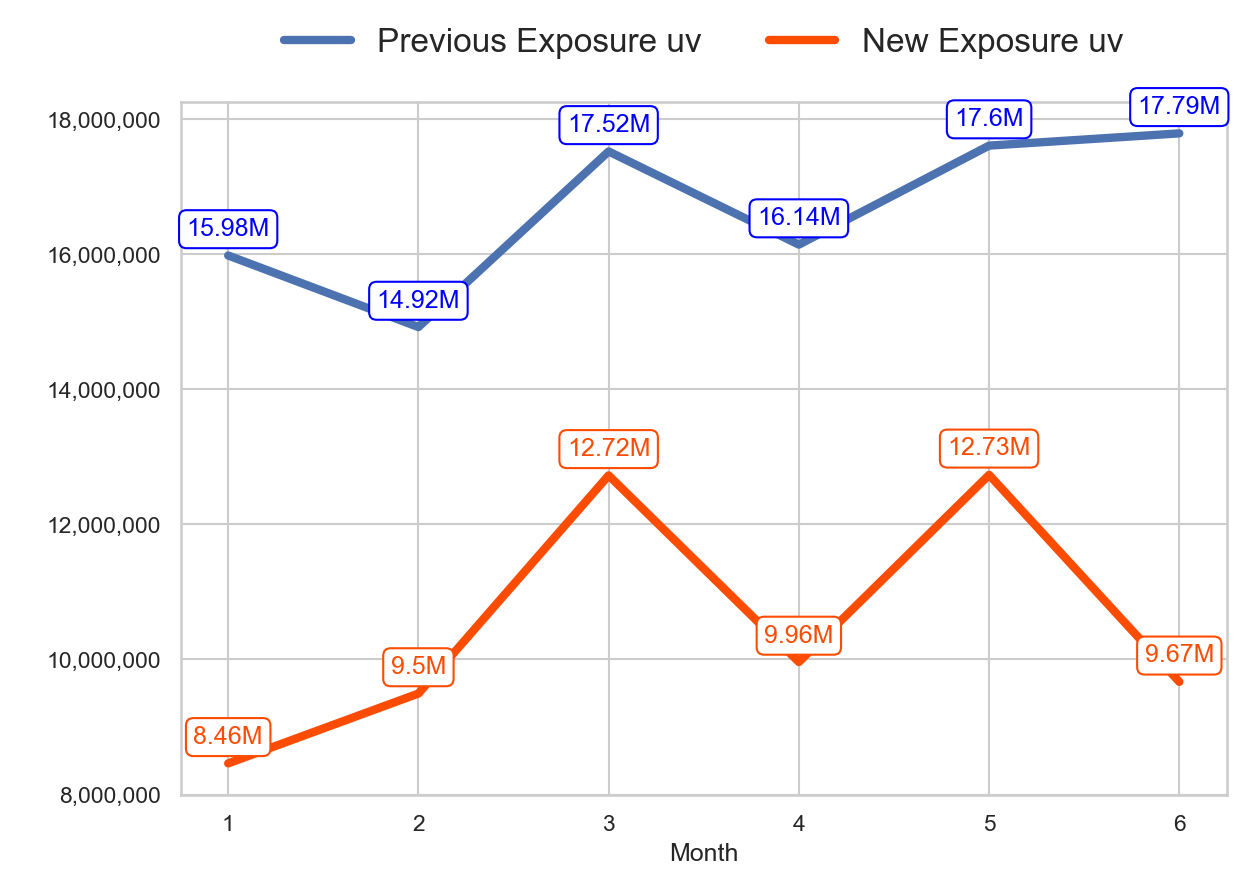 Previous Exposure uv New Exposure uv
18,000,000
16,000,000
14,000,000
12,000,000
10,000,000
8,000,000
15.98M
14.92M
17.52M
16.14M
17.6M
17.79M
8.46M
9.5M
12.72M
9.96M
12.73M
9.67M
1 2 3 4 5 6
Month